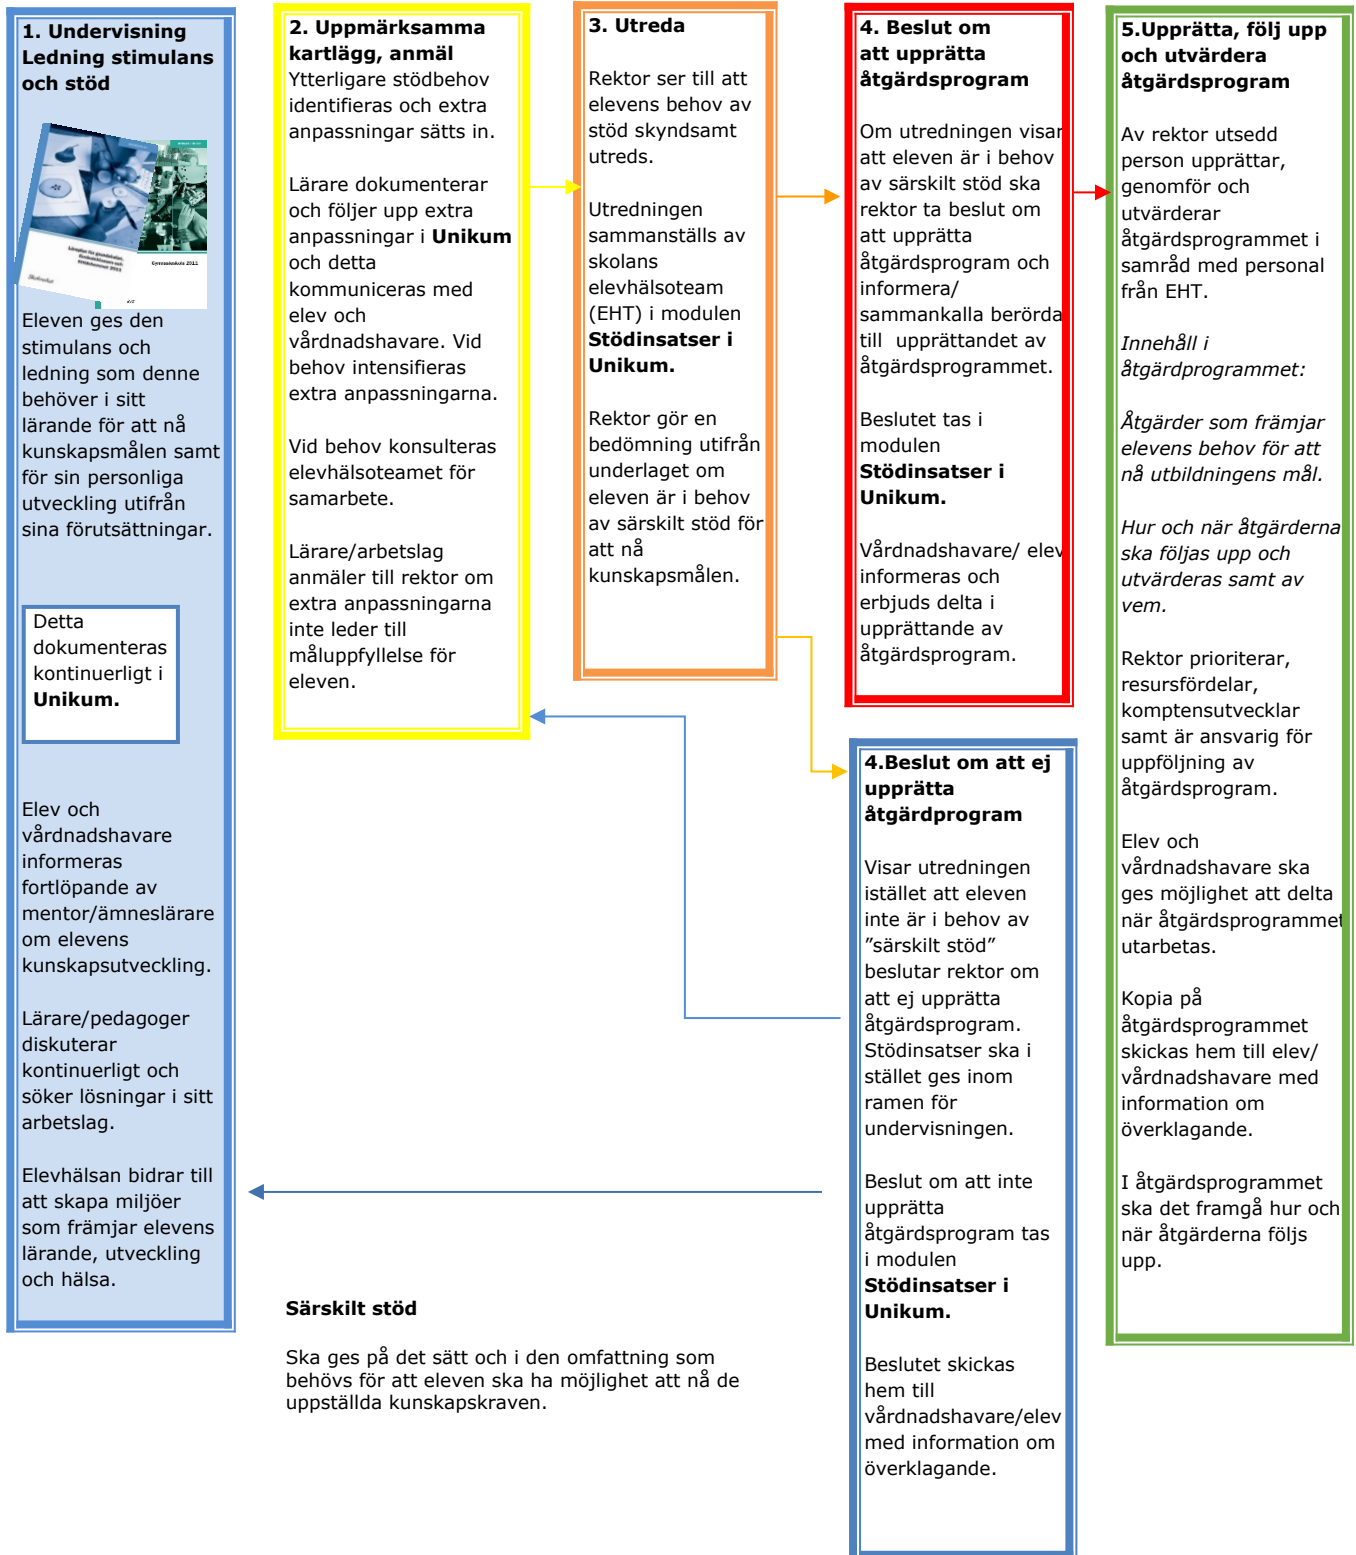 1. Undervisning
Ledning stimulans
och stöd
Gymnasieskola 2011
Eleven ges den
stimulans och
ledning som denne
behöver i sitt
lärande för att nå
kunskapsmålen samt
för sin personliga
utveckling utifrån
sina förutsättningar.
Detta
dokumenteras
kontinuerligt i
Unikum.
Elev och
vårdnadshavare
informeras
fortlöpande av
mentor/ämneslärare
om elevens
kunskapsutveckling.
Lärare/pedagoger
diskuterar
kontinuerligt och
söker lösningar i sitt
arbetslag.
Elevhälsan bidrar till
att skapa miljöer
som främjar elevens
lärande, utveckling
och hälsa.
2. Uppmärksamma
kartlägg, anmäl
Ytterligare stödbehov
identifieras och extra
anpassningar sätts in.
Lärare dokumenterar
och följer upp extra
anpassningar i Unikum
och detta
kommuniceras med
elev och
vårdnadshavare. Vid
behov intensifieras
extra anpassningarna.
Vid behov konsulteras
elevhälsoteamet för
samarbete.
Lärare/arbetslag
anmäler till rektor om
extra anpassningarna
inte leder till
måluppfyllelse för
eleven.
3. Utreda
Rektor ser till att
elevens behov av
stöd skyndsamt
utreds.
Utredningen
sammanställs av
skolans
elevhälsoteam
(EHT) i modulen
Stödinsatser i
Unikum.
Rektor gör en
bedömning utifrån
underlaget om
eleven är i behov
av särskilt stöd för
att nå
kunskapsmålen.
4. Beslut om
att upprätta
åtgärdsprogram
Om utredningen visar
att eleven är i behov
av särskilt stöd ska
rektor ta beslut om
att upprätta
åtgärdsprogram och
informera/
sammankalla berörda
till upprättandet av
åtgärdsprogrammet.
Beslutet tas i
modulen
Stödinsatser i
Unikum.
Vårdnadshavare/ elev
informeras och
erbjuds delta i
upprättande av
åtgärdsprogram.
4.Beslut om att ej
upprätta
åtgärdprogram
Visar utredningen
istället att eleven
inte är i behov av
”särskilt stöd”
beslutar rektor om
att ej upprätta
åtgärdsprogram.
Stödinsatser ska i
stället ges inom
ramen för
undervisningen.
Beslut om att inte
upprätta
åtgärdsprogram tas
i modulen
Stödinsatser i
Unikum.
Beslutet skickas
hem till
vårdnadshavare/elev
med information om
överklagande.
5.Upprätta, följ upp
och utvärdera
åtgärdsprogram
Av rektor utsedd
person upprättar,
genomför och
utvärderar
åtgärdsprogrammet i
samråd med personal
från EHT.
Innehåll i
åtgärdprogrammet:
Åtgärder som främjar
elevens behov för att
nå utbildningens mål.
Hur och när åtgärderna
ska följas upp och
utvärderas samt av
vem.
Rektor prioriterar,
resursfördelar,
komptensutvecklar
samt är ansvarig för
uppföljning av
åtgärdsprogram.
Elev och
vårdnadshavare ska
ges möjlighet att delta
när åtgärdsprogrammet
utarbetas.
Kopia på
åtgärdsprogrammet
skickas hem till elev/
vårdnadshavare med
information om
överklagande.
I åtgärdsprogrammet
ska det framgå hur och
när åtgärderna följs
upp.
Särskilt stöd
Ska ges på det sätt och i den omfattning som
behövs för att eleven ska ha möjlighet att nå de
uppställda kunskapskraven.